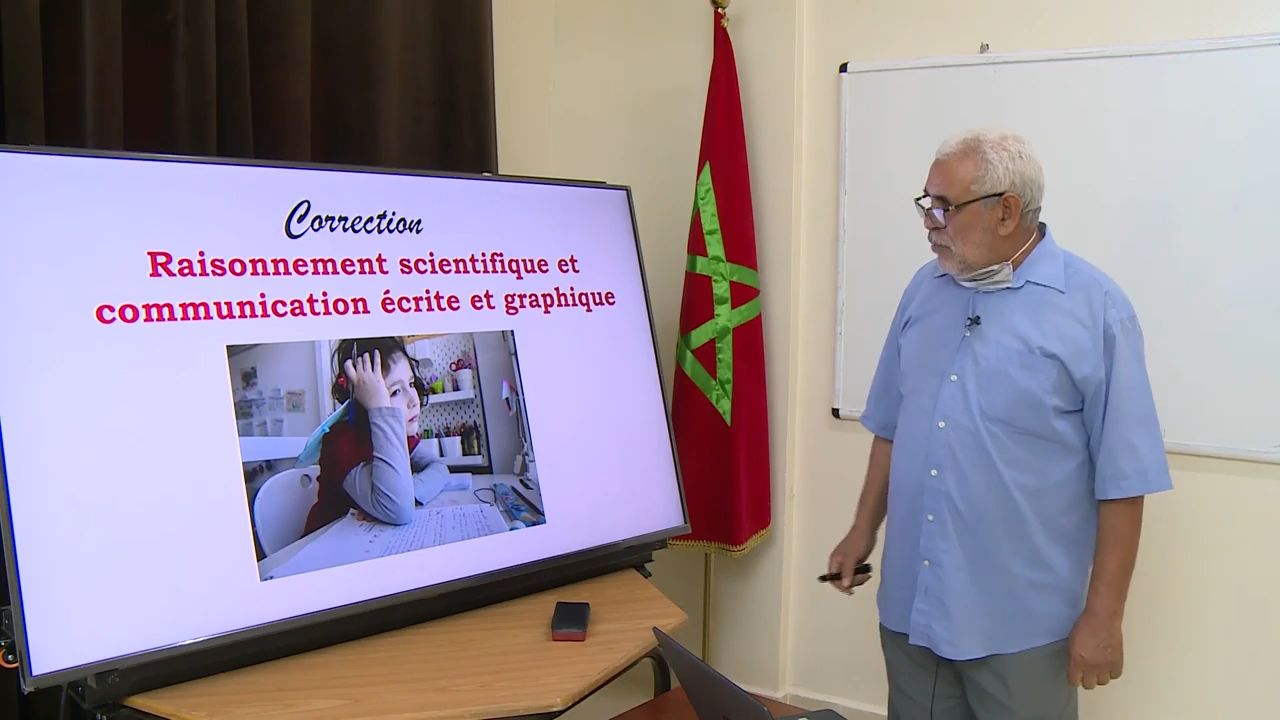 Correction
Raisonnement scientifique et
communication écrite et graphique